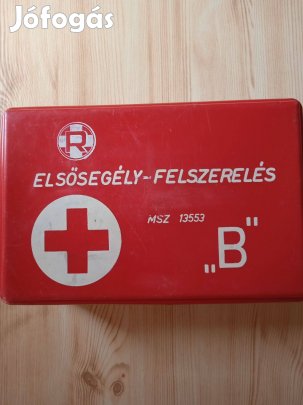 Jófogás
R
ELSŐSEGÉLY-FELSZERELÉS
MSZ 13553
„B"